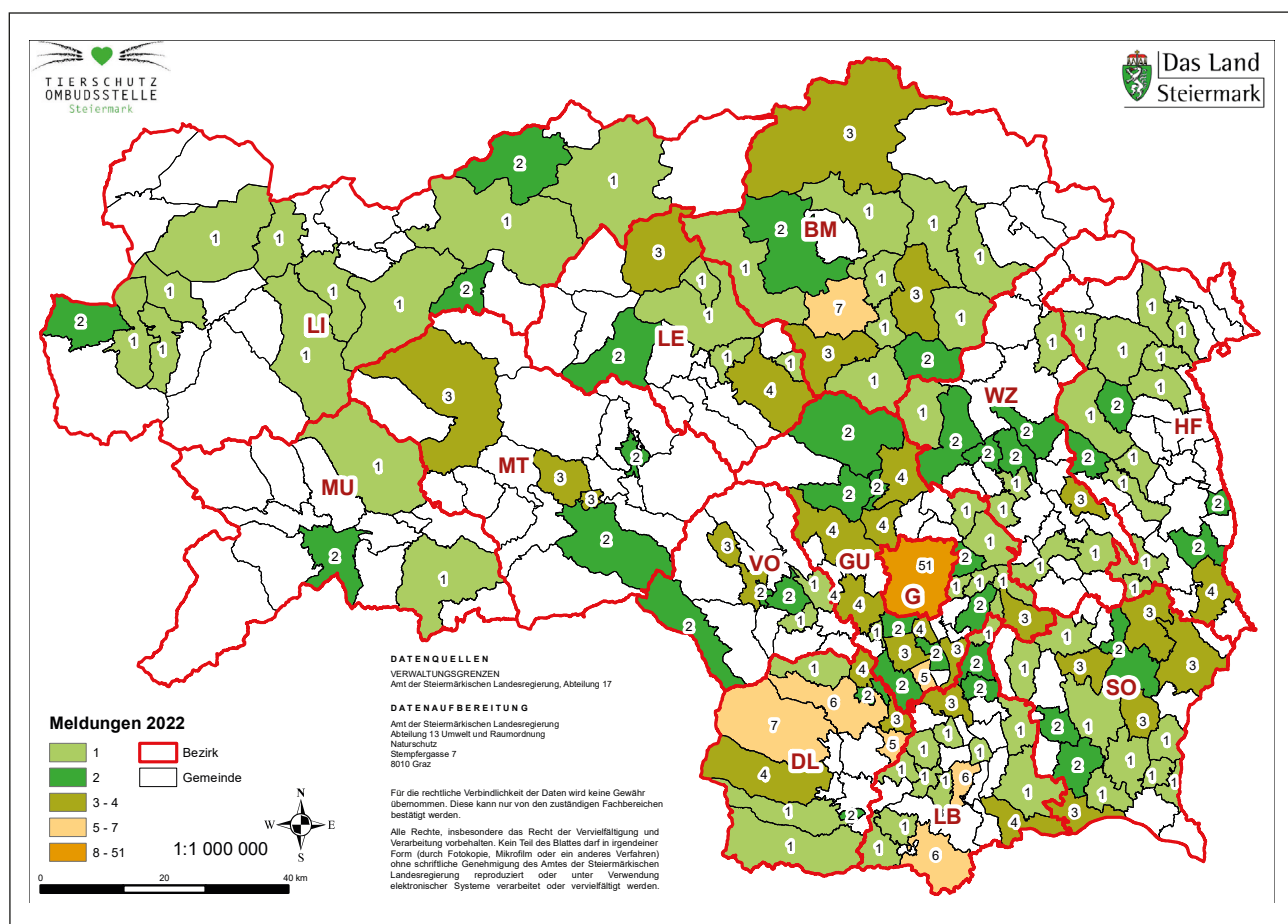 TIERSCHUTZ
OMBUDSSTELLE
Steiermark
Das Land
Steiermark
BM
LI
LE
WZ
HF
MU
MT
VO
GU
G
51
SO
DL
LB
DATENQUELLEN
VERWALTUNGSGRENZEN
Amt der Steiermärkischen Landesregierung, Abteilung 17
DATENAUFBEREITUNG
Amt der Steiermärkischen Landesregierung
Abteilung 13 Umwelt und Raumordnung
Naturschutz
Stempfergasse 7
8010 Graz
Für die rechtliche Verbindlichkeit der Daten wird keine Gewähr
übernommen. Diese kann nur von den zuständigen Fachbereichen
bestätigt werden.
Alle Rechte, insbesondere das Recht der Vervielfältigung und
Verarbeitung vorbehalten. Kein Teil des Blattes darf in irgendeiner
Form (durch Fotokopie, Mikrofilm oder ein anderes Verfahren)
ohne schriftliche Genehmigung des Amtes der Steiermärkischen
Landesregierung reproduziert oder unter Verwendung
elektronischer Systeme verarbeitet oder vervielfältigt werden.
Meldungen 2022
1 Bezirk
2 Gemeinde
3 - 4
5 - 7
8 - 51
N
W E
S
1:1 000 000
0 20 40 km